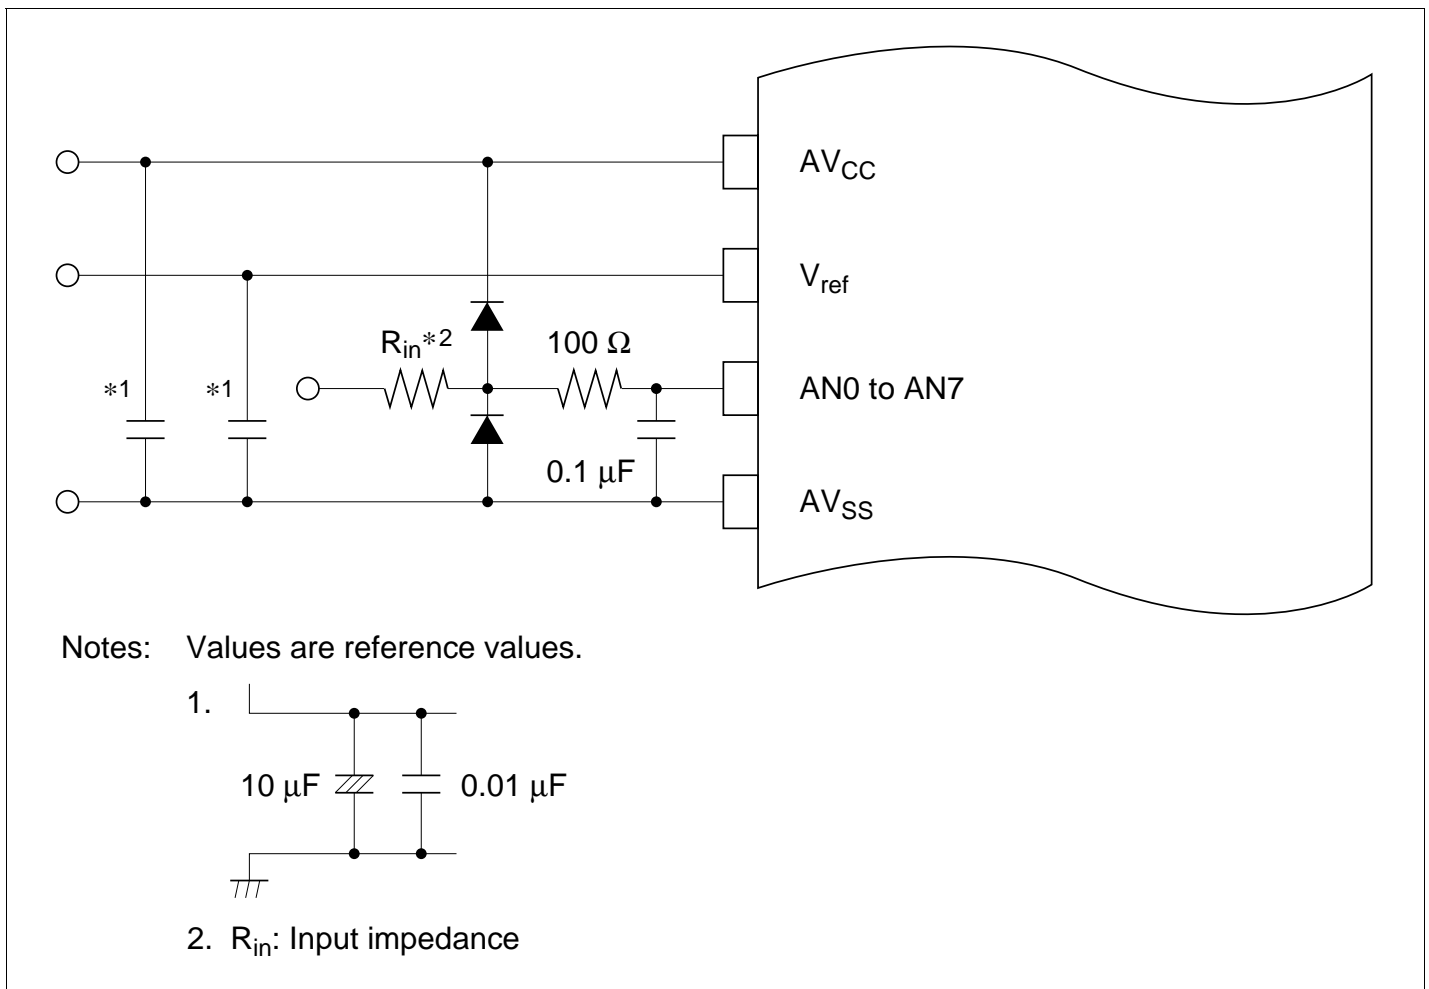 AVCC
Vref
Rin*2
100 Ω
*1
*1
AN0 to AN7
0.1 μF
AVSS
Notes: Values are reference values.
1.
10 μF
0.01 μF
2. Rin: Input impedance